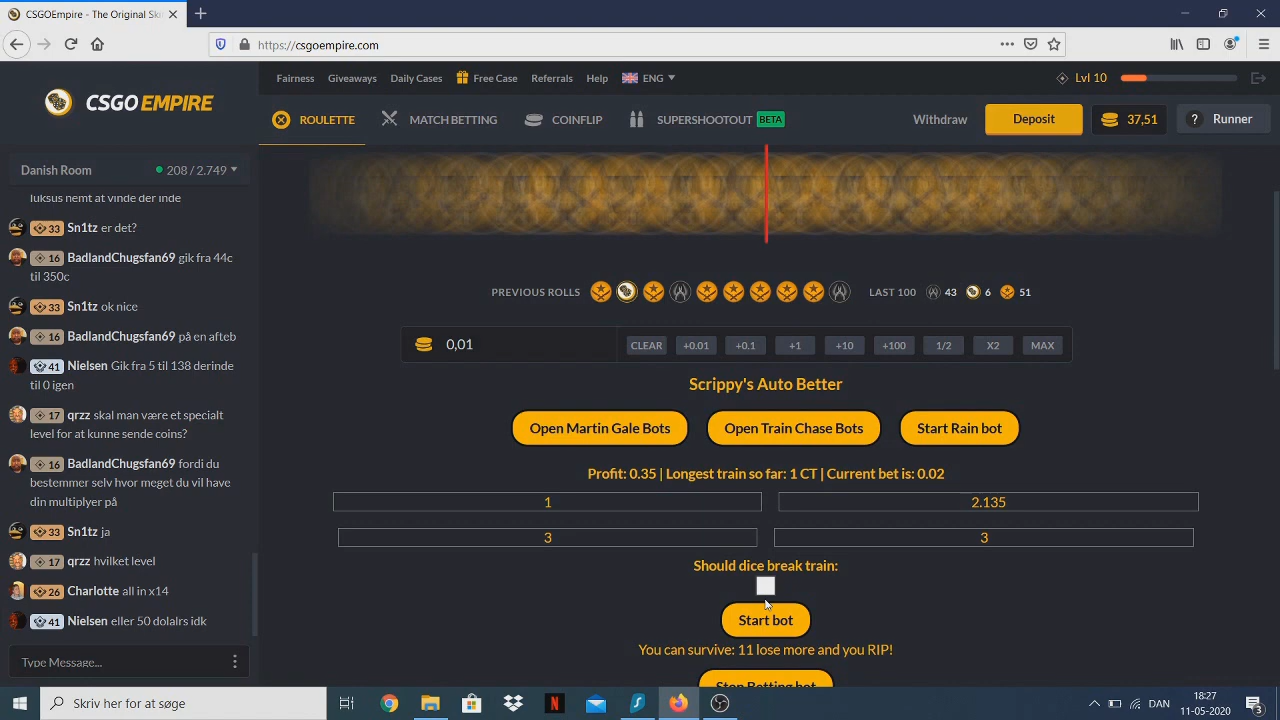 CSGOEmpire - The Original Sk
https://csgoempire.com
CSGOEMPIRE
Fairness
Giveaways
Daily Cases
Free Case
Referrals
Help
ENG
Lvl 10
ROULETTE
MATCH BETTING
COINFLIP
SUPERSHOOTOUT BETA
Withdraw
Deposit
37,51
? Runner
Danish Room
208 / 2.749
luksus nemt at vinde der inde
33 Sn1tz er det?
16 BadlandChugsfan69 gik fra 44c
til 350c
33 Sn1tz ok nice
16 BadlandChugsfan69 på en afteb
41 Nielsen Gik fra 5 til 138 derinde
til 0 igen
17 qrzz skal man være et specialt
level for at kunne sende coins?
16 BadlandChugsfan69 fordi du
bestemmer selv hvor meget du vil have
din multiplyer på
33 Sn1tz ja
17 qrzz hvilket level
26 Charlotte all in x14
41 Nielsen eller 50 dolalrs idk
Type Message...
PREVIOUS ROLLS
LAST 100
43
6
51
0,01
CLEAR
+0.01
+0.1
+1
+10
+100
1/2
X2
MAX
Scrippy's Auto Better
Open Martin Gale Bots
Open Train Chase Bots
Start Rain bot
Profit: 0.35 | Longest train so far: 1 CT | Current bet is: 0.02
1
2.135
3
3
Should dice break train:
Start bot
You can survive: 11 lose more and you RIP!
Stop Betting bot
Skriv her for at søge
DAN
18:27
11-05-2020
3